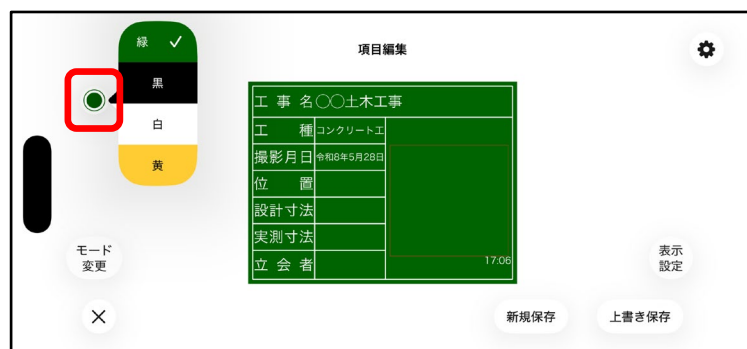 緑 ✓
黒
白
黄
項目編集
工事名○○土木工事
工種 コンクリート工
撮影月日 令和8年5月28日
位置
設計寸法
実測寸法
立会者
17:06
モード
変更
表示
設定
×
新規保存
上書き保存